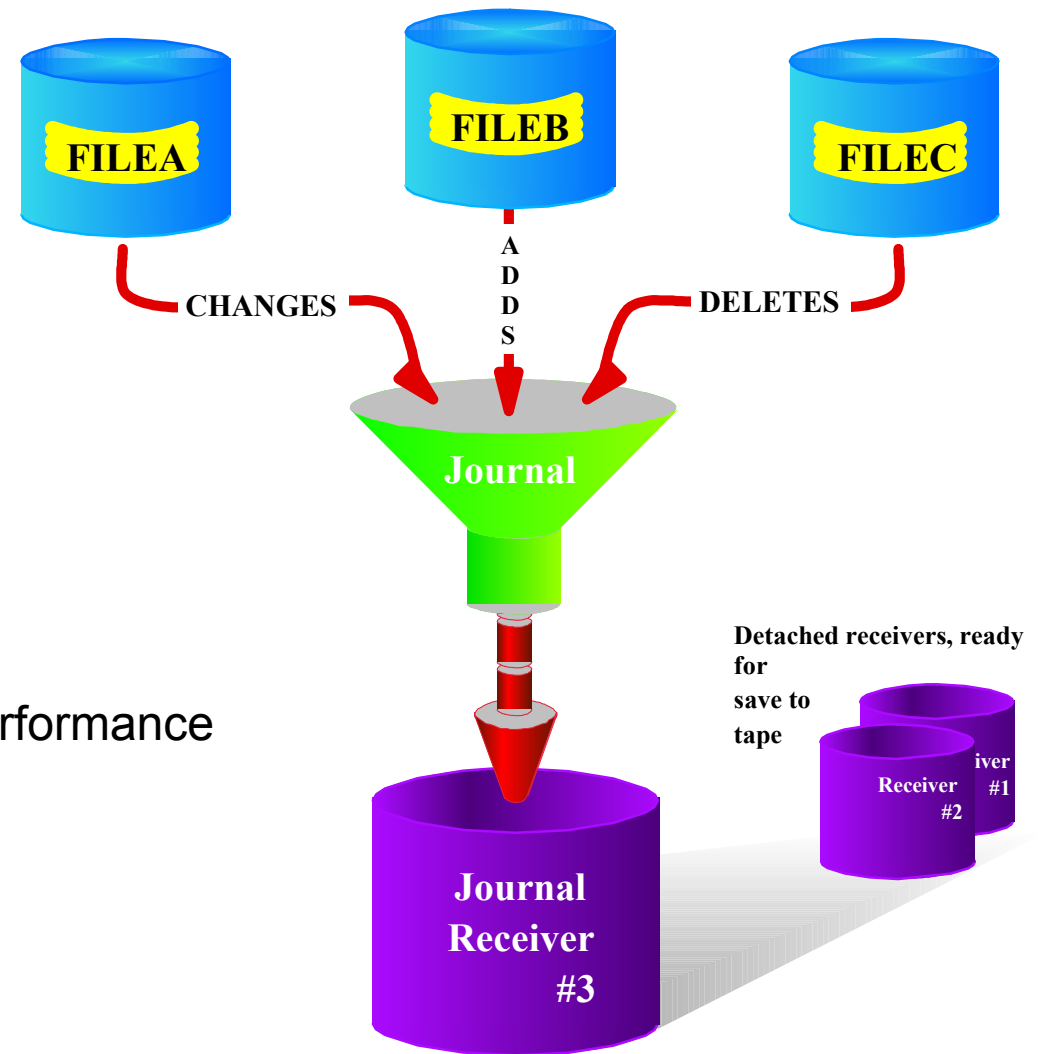 FILEA
FILEB
FILEC
CHANGES
A
D
D
S
DELETES
Journal
Detached receivers, ready
for
save to
tape
rformance
iver
#1
Receiver
#2
Journal
Receiver
#3